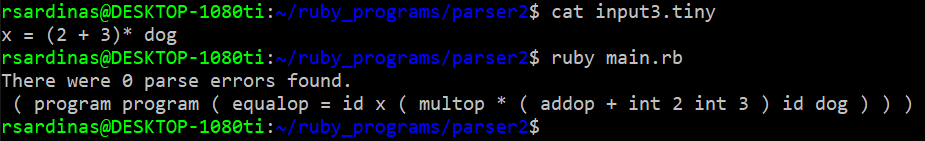 rsardinas@DESKTOP-1080ti:~/ruby_programs/parser2$ cat input3.tiny
x = (2 + 3)* dog
rsardinas@DESKTOP-1080ti:~/ruby_programs/parser2$ ruby main.rb
There were 0 parse errors found.
 ( program program ( equalop = id x ( multop * ( addop + int 2 int 3 ) id dog ) ) )
rsardinas@DESKTOP-1080ti:~/ruby_programs/parser2$